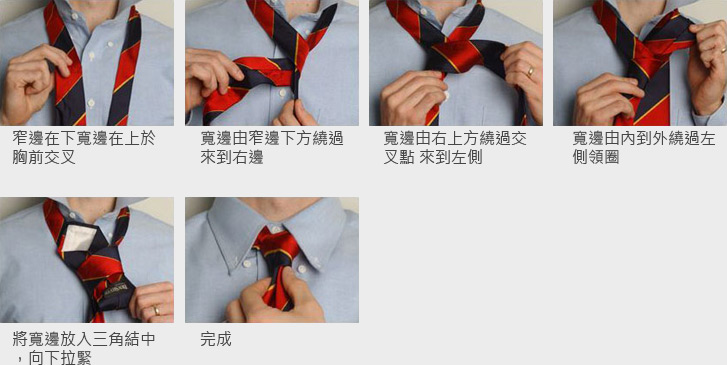 窄邊在下寬邊在上於
胸前交叉
寬邊由窄邊下方繞過
來到右邊
寬邊由右上方繞過交
叉點 來到左側
寬邊由內到外繞過左
側領圈
將寬邊放入三角結中
，向下拉緊
完成